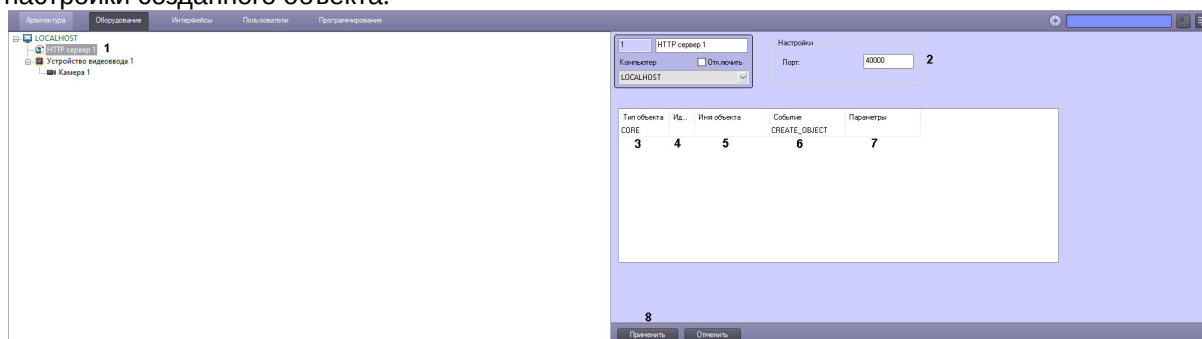 настройки созданного объекта.
Архитектура Оборудование Интерфейсы Пользователи Программирование
LOCALHOST
HTTP сервер 1 1
Устройство видеоввода 1
Камера 1
1 HTTP сервер 1
Компьютер Отключить
LOCALHOST
Настройки
Порт: 40000 2
Тип объекта Ид... Имя объекта Событие Параметры
CORE CREATE_OBJECT
3 4 5 6 7
8
Применить Отменить